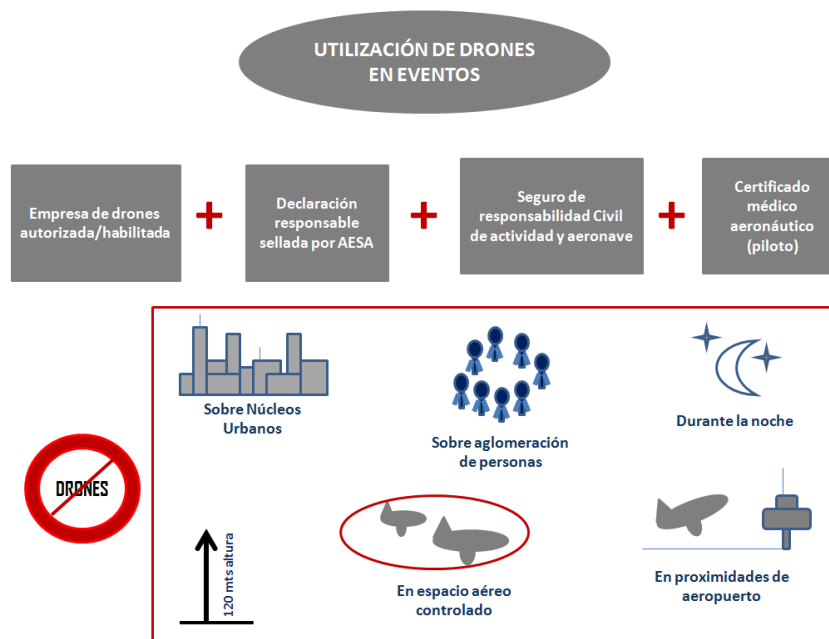 UTILIZACIÓN DE DRONES
EN EVENTOS
Empresa de drones
autorizada/habilitada
Declaración
responsable
sellada por AESA
Seguro de
responsabilidad Civil
de actividad y aeronave
Certificado
médico
aeronáutico
(piloto)
Sobre Núcleos
Urbanos
Sobre aglomeración
de personas
Durante la noche
DRONES
120 mts altura
En espacio aéreo
controlado
En proximidades de
aeropuerto